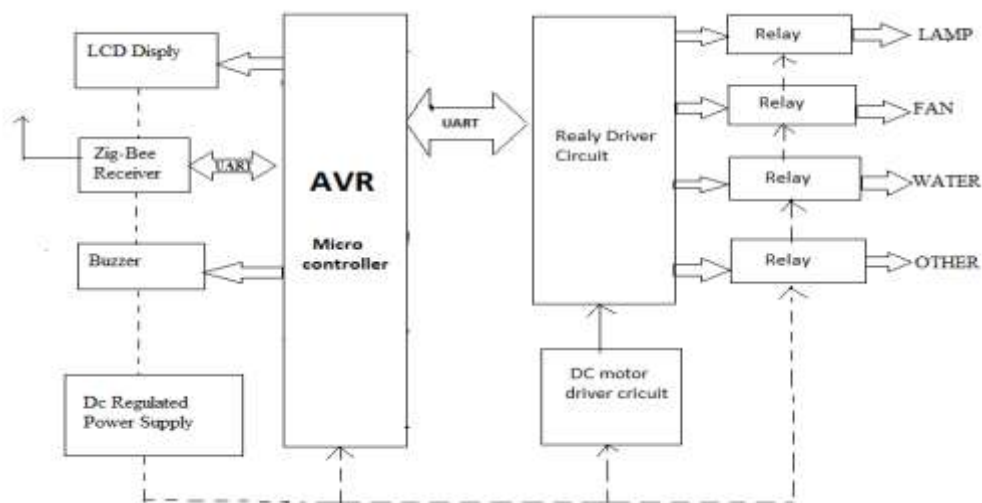 LCD Disply
Zig-Bee
Receiver
UART
Buzzer
Dc Regulated
Power Supply
AVR
Micro
controller
UART
Realy Driver
Circuit
DC motor
driver cricuit
Relay
LAMP
Relay
FAN
Relay
WATER
Relay
OTHER